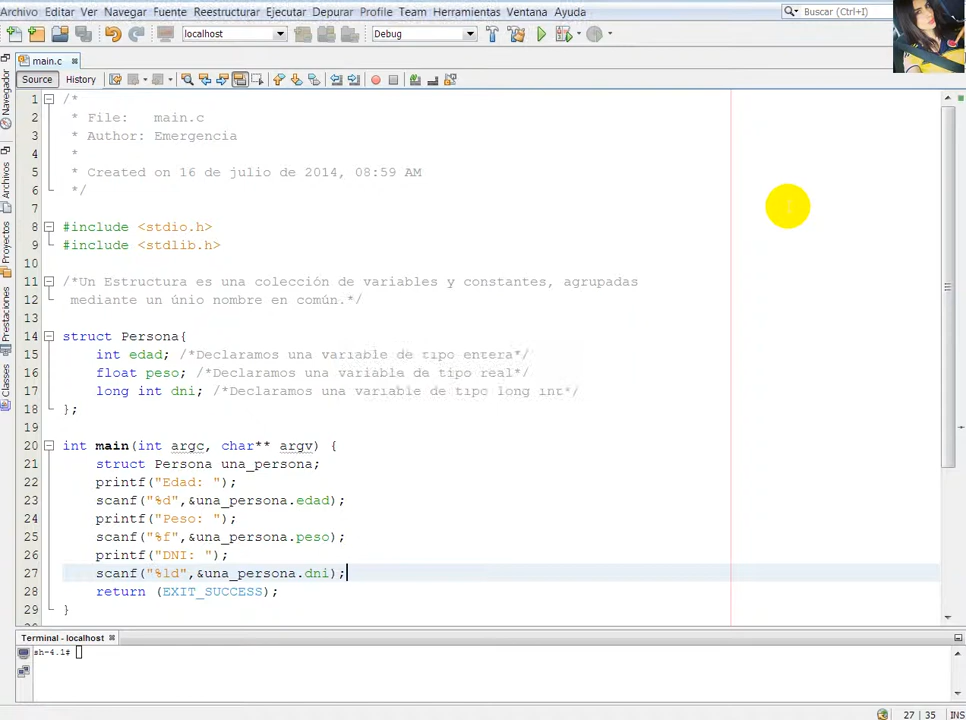 Archivo Editar Ver Navegar Fuente Reestructurar Ejecutar Depurar Profile Team Herramientas Ventana Ayuda Buscar (Ctrl+I)
localhost Debug
main.c
Source History
Navegador
Archivos
Proyectos
Prestaciones
Classes
1 /*
2 * File: main.c
3 * Author: Emergencia
4 *
5 * Created on 16 de julio de 2014, 08:59 AM
6 */
7
8 #include <stdio.h>
9 #include <stdlib.h>
10
11 /*Un Estructura es una colección de variables y constantes, agrupadas
12 mediante un únio nombre en común.*/
13
14 struct Persona{
15 int edad; /*Declaramos una variable de tipo entera*/
16 float peso; /*Declaramos una variable de tipo real*/
17 long int dni; /*Declaramos una variable de tipo long int*/
18 };
19
20 int main(int argc, char** argv) {
21 struct Persona una_persona;
22 printf("Edad: ");
23 scanf("%d",&una_persona.edad);
24 printf("Peso: ");
25 scanf("%f",&una_persona.peso);
26 printf("DNI: ");
27 scanf("%ld",&una_persona.dni);
28 return (EXIT_SUCCESS);
29 }
Terminal - localhost
sh-4.1#
27 | 35 INS